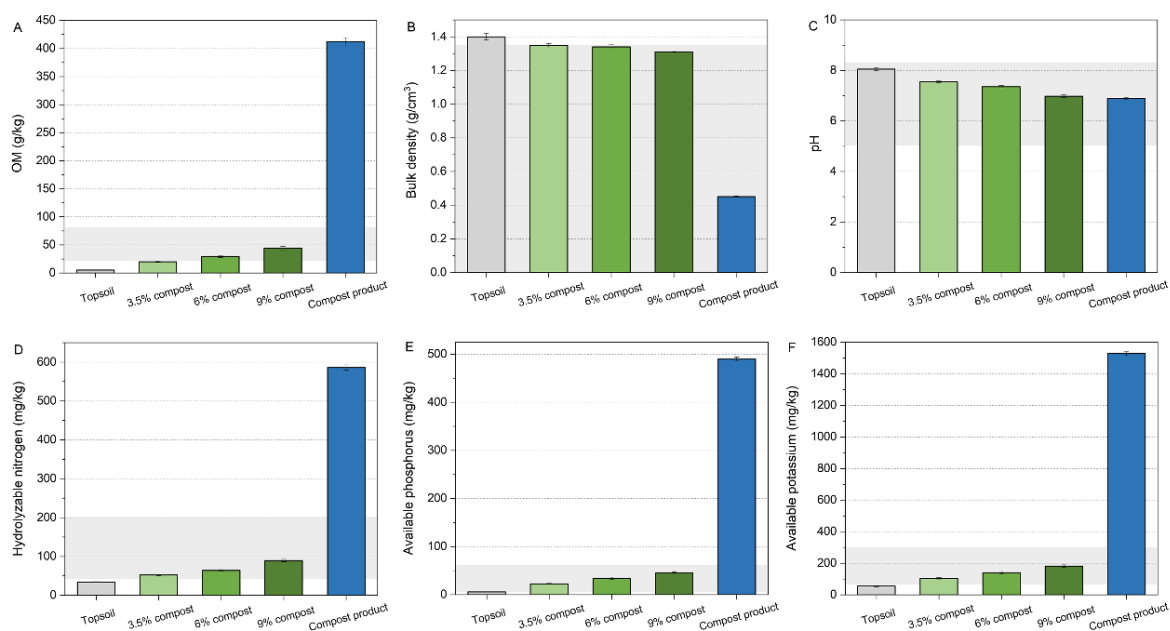 A
OM (g/kg)
450
400
350
300
250
200
150
100
50
0
Topsoil
3.5% compost
6% compost
9% compost
Compost product
B
Bulk density (g/cm³)
1.4
1.2
1.0
0.8
0.6
0.4
0.2
0.0
Topsoil
3.5% compost
6% compost
9% compost
Compost product
C
pH
10
8
6
4
2
0
Topsoil
3.5% compost
6% compost
9% compost
Compost product
D
Hydrolyzable nitrogen (mg/kg)
600
500
400
300
200
100
0
Topsoil
3.5% compost
6% compost
9% compost
Compost product
E
Available phosphorus (mg/kg)
500
400
300
200
100
50
0
Topsoil
3.5% compost
6% compost
9% compost
Compost product
F
Available potassium (mg/kg)
1600
1400
1200
1000
800
600
400
200
0
Topsoil
3.5% compost
6% compost
9% compost
Compost product